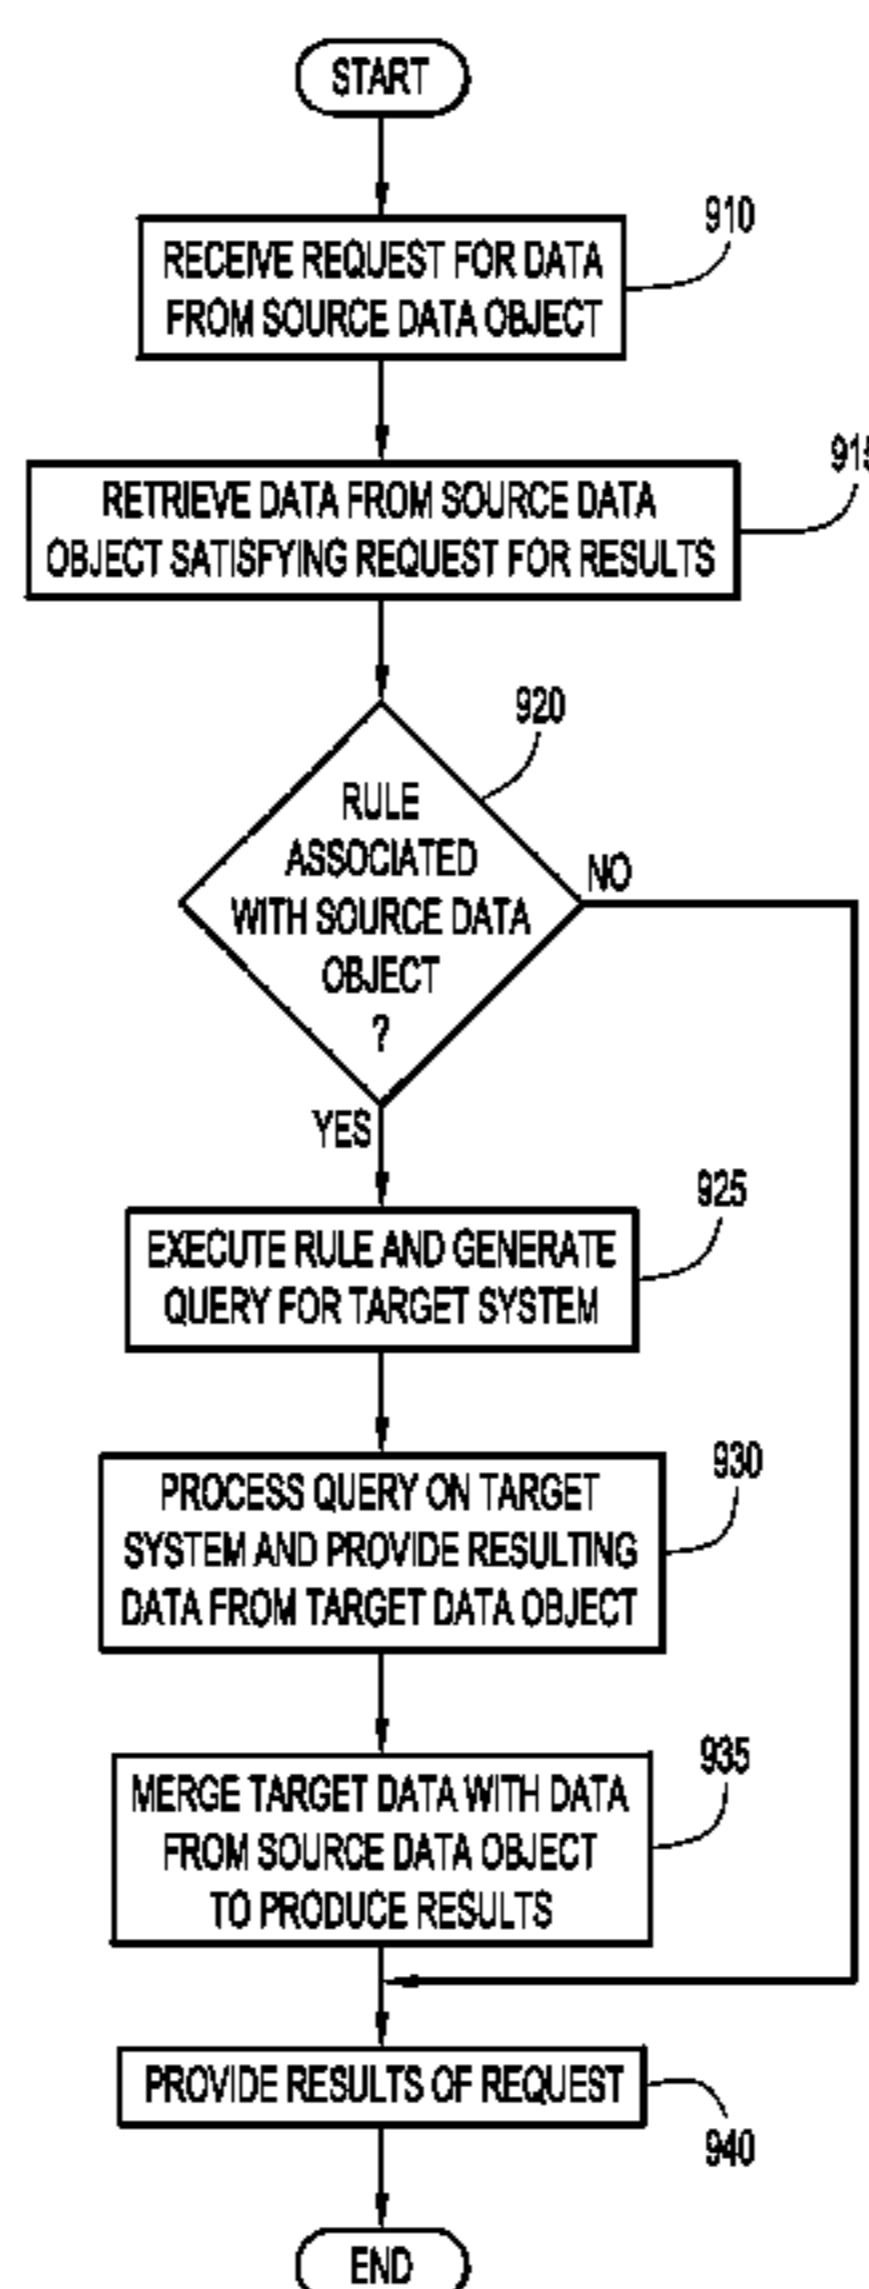 START
910
RECEIVE REQUEST FOR DATA
FROM SOURCE DATA OBJECT
915
RETRIEVE DATA FROM SOURCE DATA
OBJECT SATISFYING REQUEST FOR RESULTS
920
RULE
ASSOCIATED
WITH SOURCE DATA
OBJECT
?
NO
YES
925
EXECUTE RULE AND GENERATE
QUERY FOR TARGET SYSTEM
930
PROCESS QUERY ON TARGET
SYSTEM AND PROVIDE RESULTING
DATA FROM TARGET DATA OBJECT
935
MERGE TARGET DATA WITH DATA
FROM SOURCE DATA OBJECT
TO PRODUCE RESULTS
PROVIDE RESULTS OF REQUEST
940
END